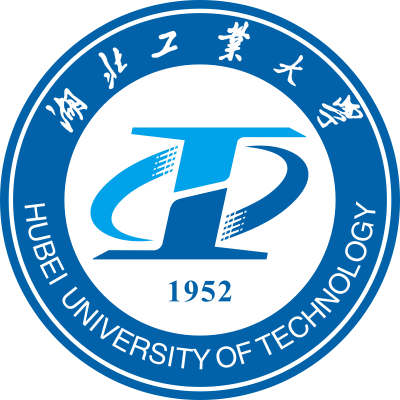 湖北工業大學
1952
HUBEI UNIVERSITY OF TECHNOLOGY